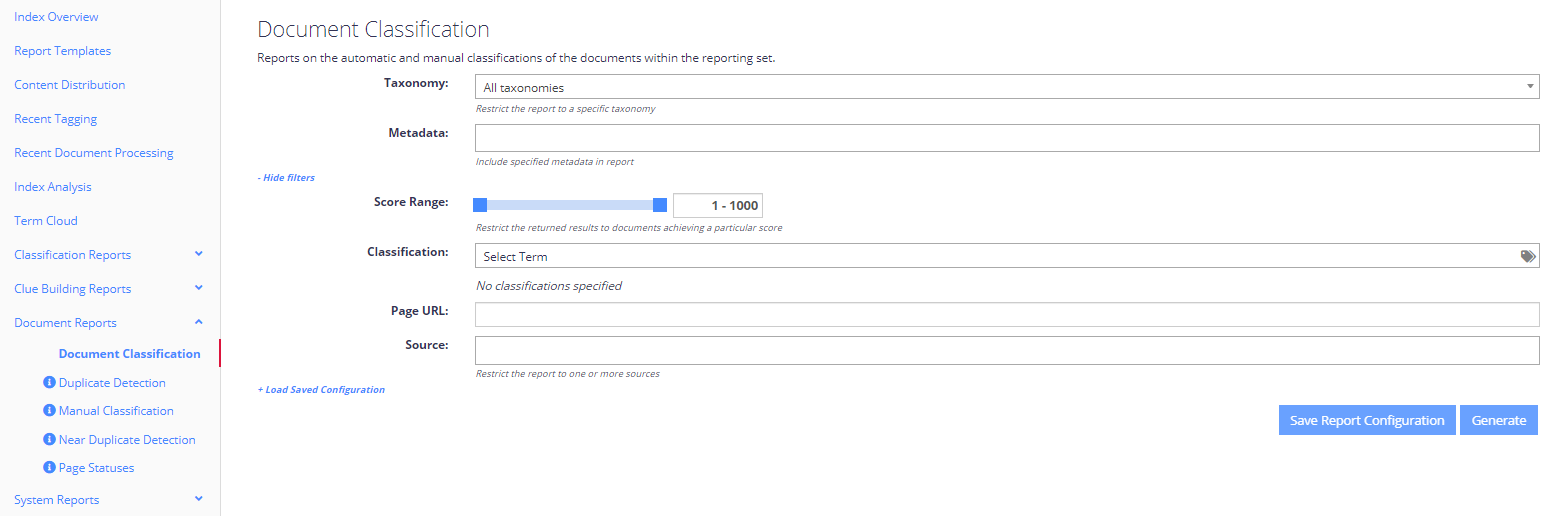 Index Overview
Report Templates
Content Distribution
Recent Tagging
Recent Document Processing
Index Analysis
Term Cloud
Classification Reports
Clue Building Reports
Document Reports
Document Classification
Duplicate Detection
Manual Classification
Near Duplicate Detection
Page Statuses
System Reports
Document Classification
Reports on the automatic and manual classifications of the documents within the reporting set.
Taxonomy: All taxonomies
Restrict the report to a specific taxonomy
Metadata:
Include specified metadata in report
- Hide filters
Score Range: 1 - 1000
Restrict the returned results to documents achieving a particular score
Classification: Select Term
No classifications specified
Page URL:
Source:
Restrict the report to one or more sources
+ Load Saved Configuration
Save Report Configuration Generate